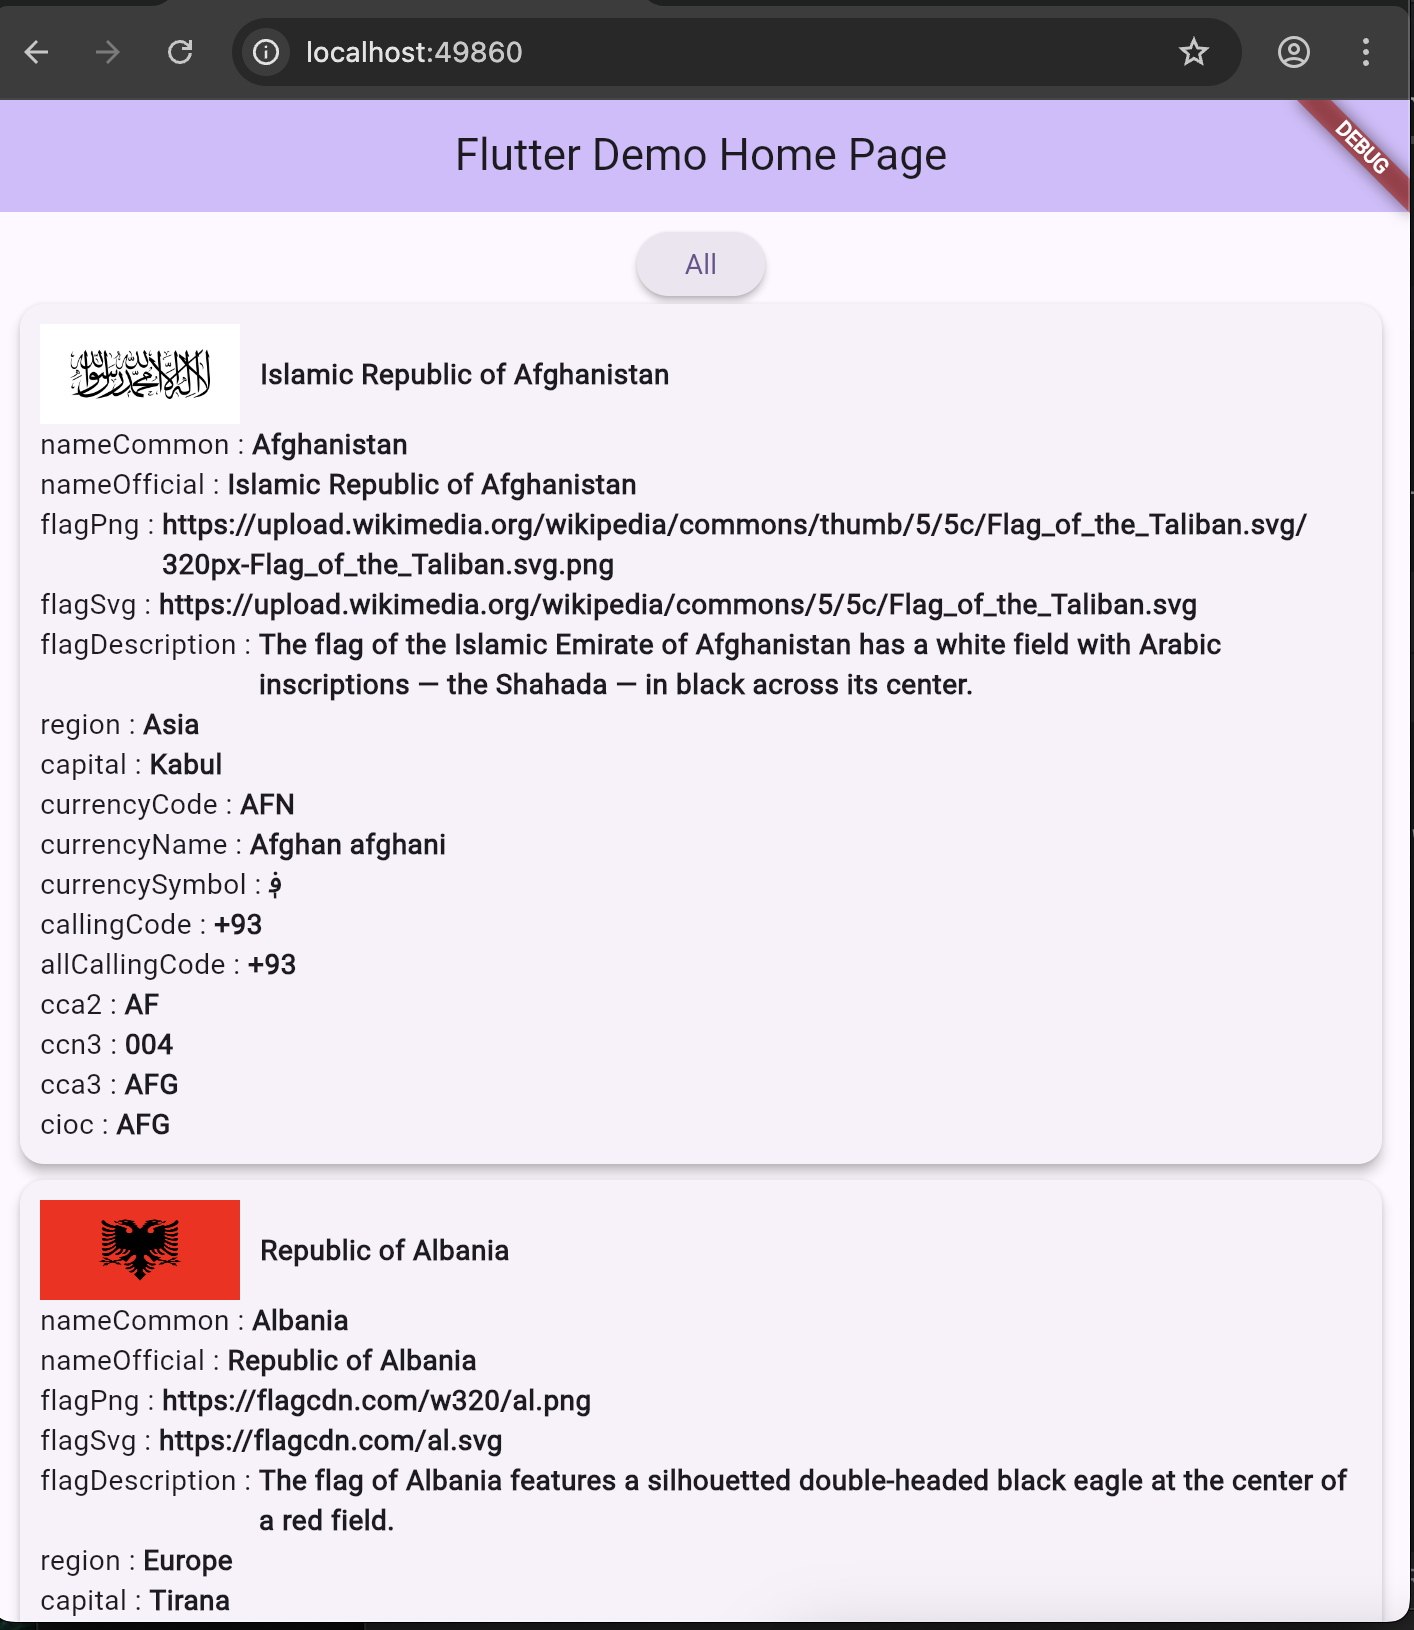 localhost:49860
Flutter Demo Home Page
DEBUG
All
لا إله إلا الله محمد رسول الله
Islamic Republic of Afghanistan
nameCommon : Afghanistan
nameOfficial : Islamic Republic of Afghanistan
flagPng : https://upload.wikimedia.org/wikipedia/commons/thumb/5/5c/Flag_of_the_Taliban.svg/
320px-Flag_of_the_Taliban.svg.png
flagSvg : https://upload.wikimedia.org/wikipedia/commons/5/5c/Flag_of_the_Taliban.svg
flagDescription : The flag of the Islamic Emirate of Afghanistan has a white field with Arabic
inscriptions — the Shahada — in black across its center.
region : Asia
capital : Kabul
currencyCode : AFN
currencyName : Afghan afghani
currencySymbol : ؋
callingCode : +93
allCallingCode : +93
cca2 : AF
ccn3 : 004
cca3 : AFG
cioc : AFG
Republic of Albania
nameCommon : Albania
nameOfficial : Republic of Albania
flagPng : https://flagcdn.com/w320/al.png
flagSvg : https://flagcdn.com/al.svg
flagDescription : The flag of Albania features a silhouetted double-headed black eagle at the center of
a red field.
region : Europe
capital : Tirana